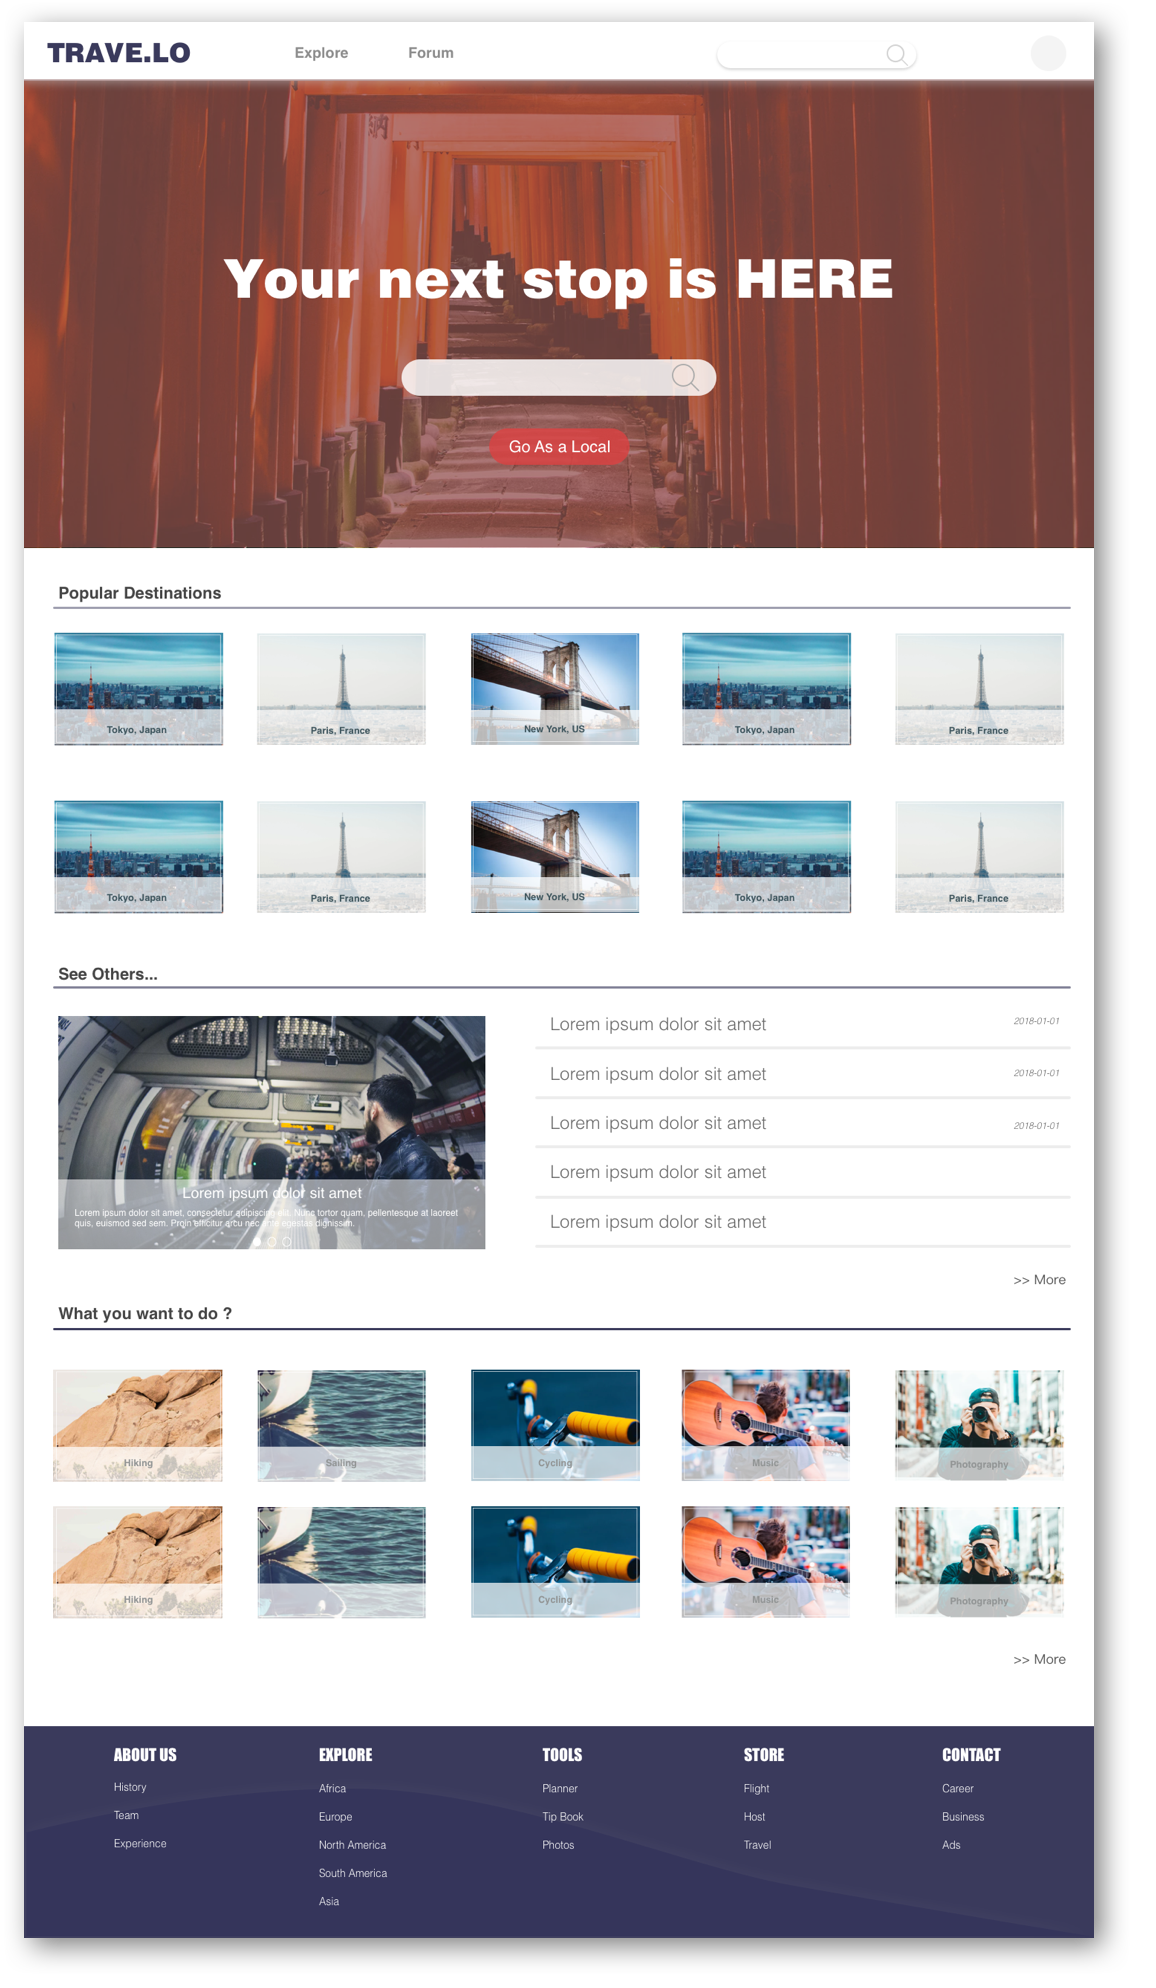 TRAVE.LO
Explore
Forum
Your next stop is HERE
Go As a Local
Popular Destinations
Tokyo, Japan
Paris, France
New York, US
Tokyo, Japan
Paris, France
Tokyo, Japan
Paris, France
New York, US
Tokyo, Japan
Paris, France
See Others...
Lorem ipsum dolor sit amet
Lorem ipsum dolor sit amet, consectetur adipiscing elit. Nunc tortor quam, pellentesque at laoreet
quis, euismod sed sem. Proin efficitur arcu nec ante egestas dignissim.
Lorem ipsum dolor sit amet
2018-01-01
Lorem ipsum dolor sit amet
2018-01-01
Lorem ipsum dolor sit amet
2018-01-01
Lorem ipsum dolor sit amet
Lorem ipsum dolor sit amet
>> More
What you want to do ?
Hiking
Sailing
Cycling
Music
Photography
Hiking
Cycling
Music
Photography
>> More
ABOUT US
History
Team
Experience
EXPLORE
Africa
Europe
North America
South America
Asia
TOOLS
Planner
Tip Book
Photos
STORE
Flight
Host
Travel
CONTACT
Career
Business
Ads